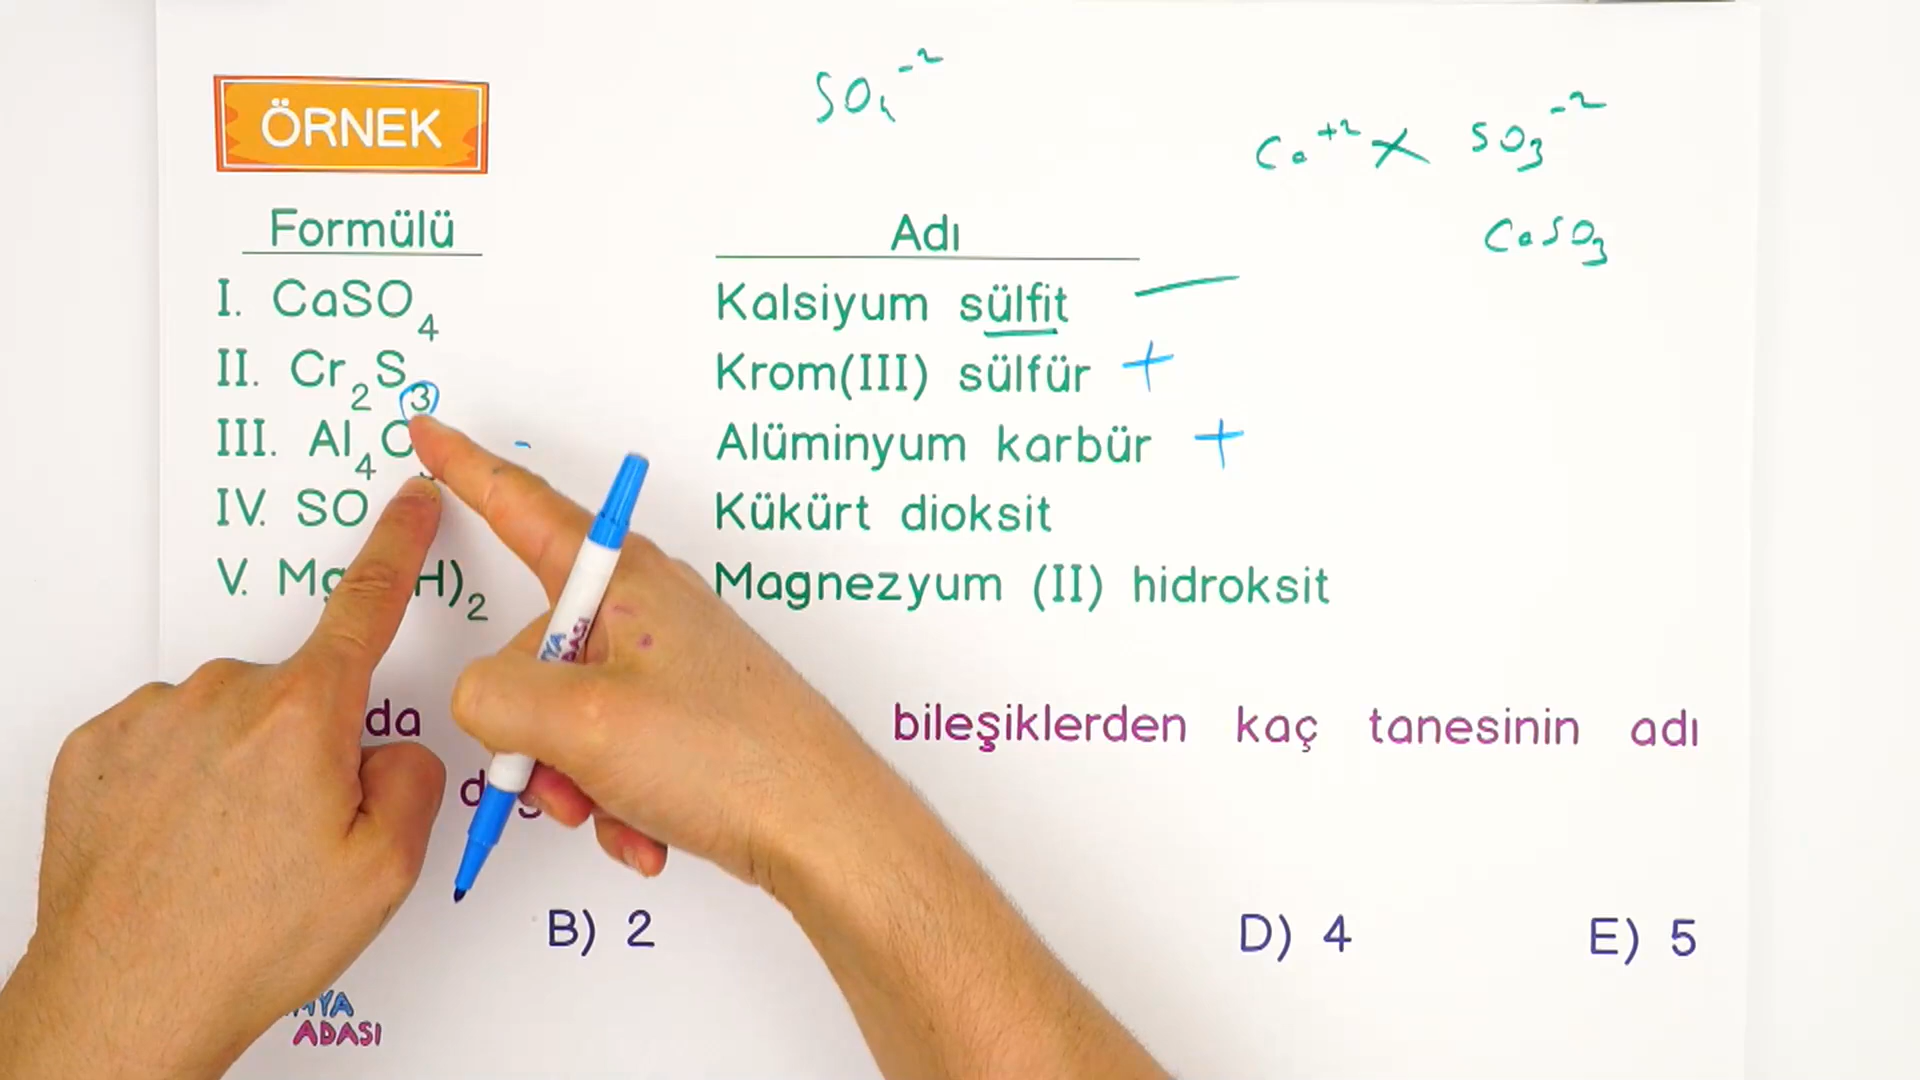 ÖRNEK
SO₄⁻²
Ca⁺² SO₃⁻²
CaSO₃
Formülü Adı
I. CaSO₄ Kalsiyum sülfit —
II. Cr₂S₃ Krom(III) sülfür +
III. Al₄C Alüminyum karbür +
IV. SO Kükürt dioksit
V. H)₂ Magnezyum (II) hidroksit
da bileşiklerden kaç tanesinin adı
B) 2 D) 4 E) 5
ADASI